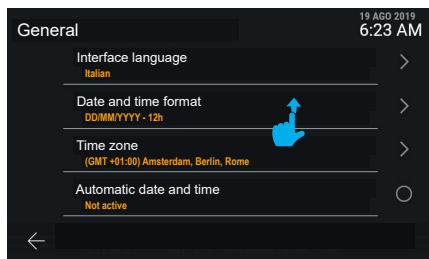 19 AGO 2019
General
6:23 AM
Interface language
Italian
Date and time format
DD/MM/YYYY - 12h
Time zone
(GMT +01:00) Amsterdam, Berlin, Rome
Automatic date and time
Not active